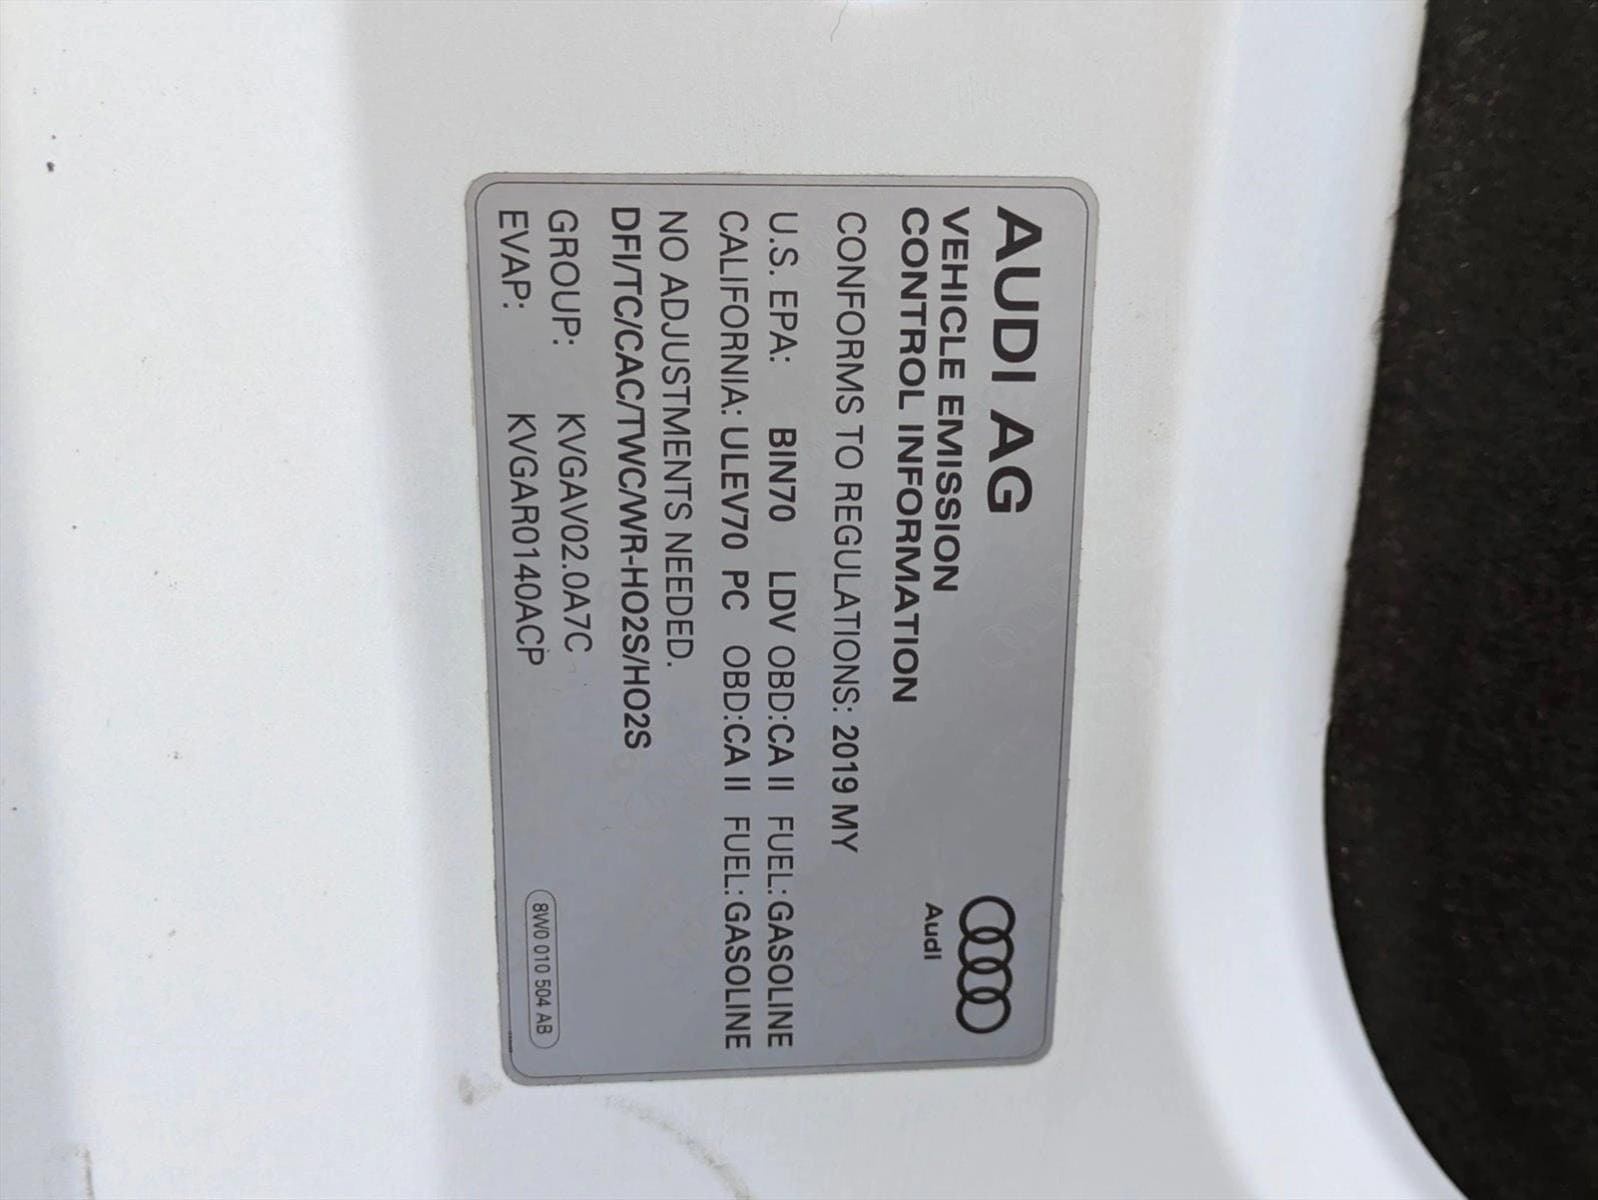 AUDI AG
VEHICLE EMISSION
CONTROL INFORMATION
Audi
CONFORMS TO REGULATIONS: 2019 MY
U.S. EPA: BIN70 LDV OBD:CA II FUEL: GASOLINE
CALIFORNIA: ULEV70 PC OBD:CA II FUEL: GASOLINE
NO ADJUSTMENTS NEEDED.
DFI/TC/CAC/TWC/WR-HO2S/HO2S
GROUP: KVGAV02.0A7C
EVAP: KVGAR0140ACP
8W0 010 504 AB